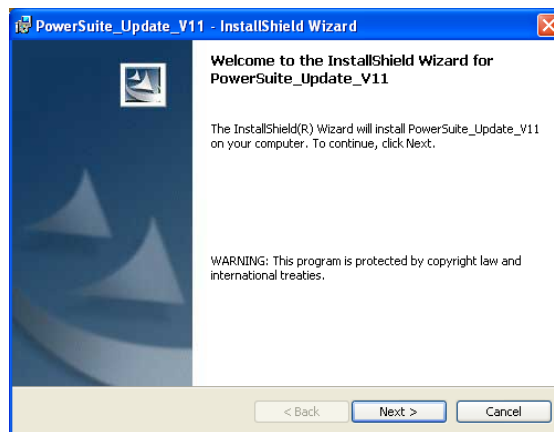 PowerSuite_Update_V11 - InstallShield Wizard
Welcome to the InstallShield Wizard for
PowerSuite_Update_V11
The InstallShield(R) Wizard will install PowerSuite_Update_V11
on your computer. To continue, click Next.
WARNING: This program is protected by copyright law and
international treaties.
< Back Next > Cancel